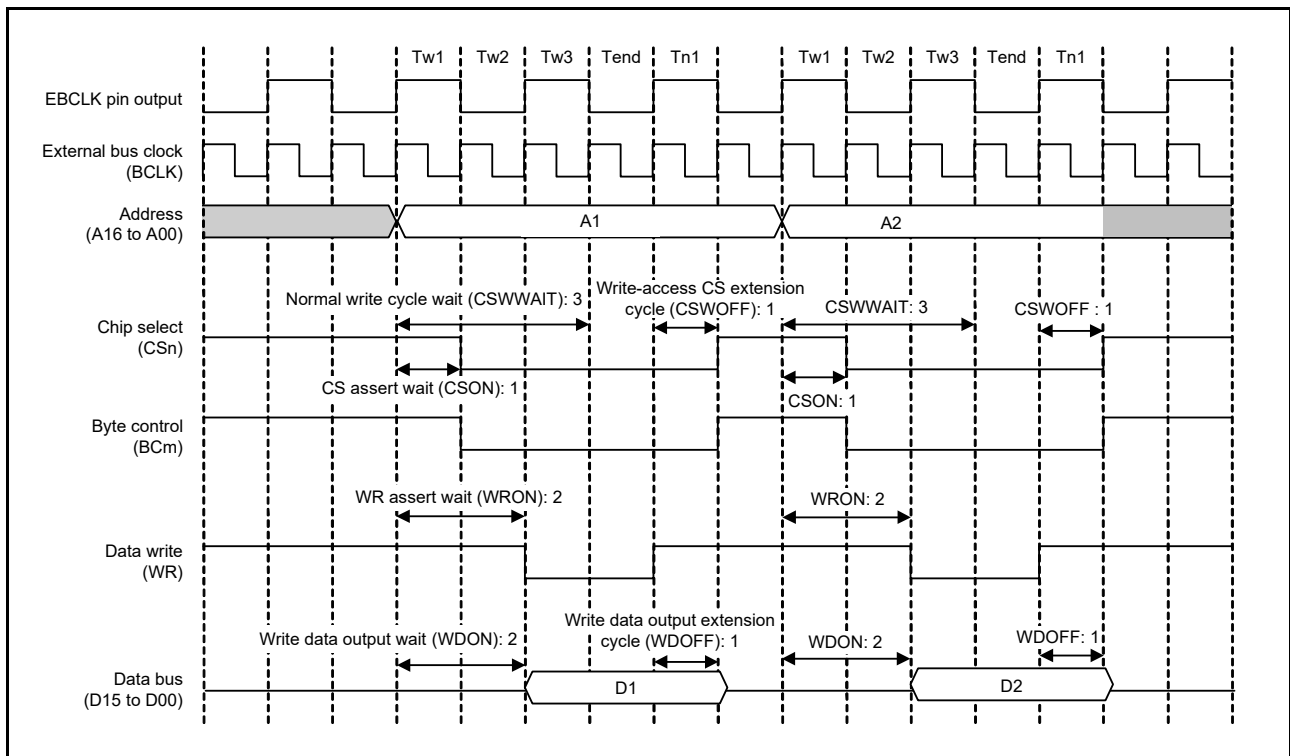 Tw1 Tw2 Tw3 Tend Tn1 Tw1 Tw2 Tw3 Tend Tn1
EBCLK pin output
External bus clock
(BCLK)
Address
(A16 to A00)
A1 A2
Normal write cycle wait (CSWWAIT): 3
Write-access CS extension
cycle (CSWOFF): 1
CSWWAIT: 3
CSWOFF : 1
Chip select
(CSn)
CS assert wait (CSON): 1
CSON: 1
Byte control
(BCm)
WR assert wait (WRON): 2
WRON: 2
Data write
(WR)
Write data output wait (WDON): 2
Write data output extension
cycle (WDOFF): 1
WDON: 2
WDOFF: 1
Data bus
(D15 to D00)
D1 D2